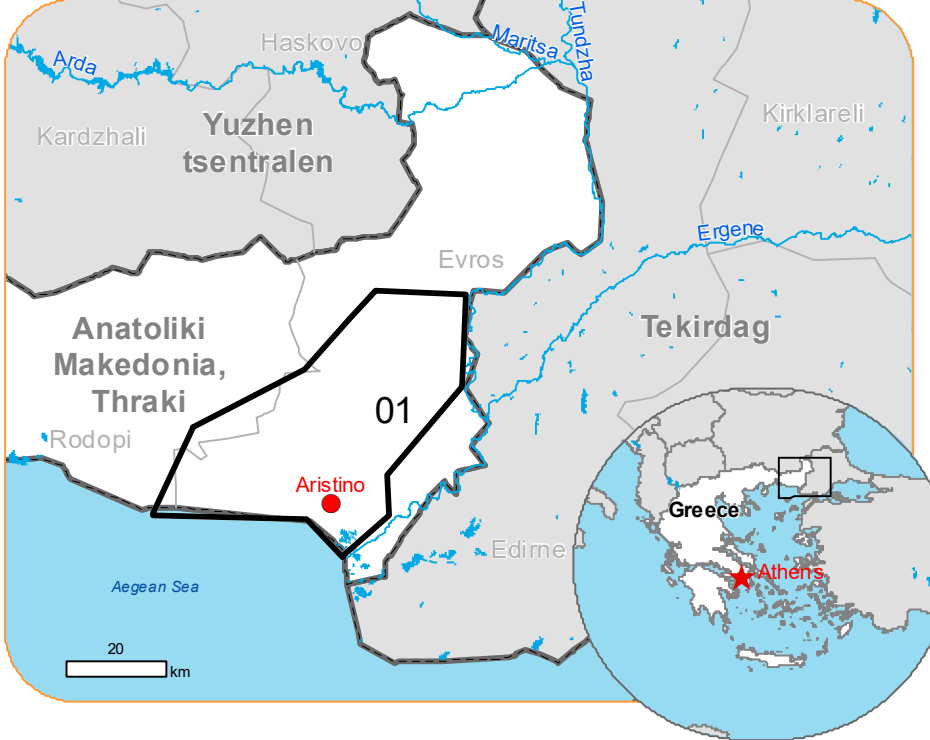 Haskovo
Maritsa
Tundzha
Arda
Kardzhali
Yuzhen
tsentralen
Kirklareli
Ergene
Evros
Anatoliki
Makedonia,
Thraki
Tekirdag
01
Rodopi
Aristino
Greece
Edirne
Athens
Aegean Sea
20
km